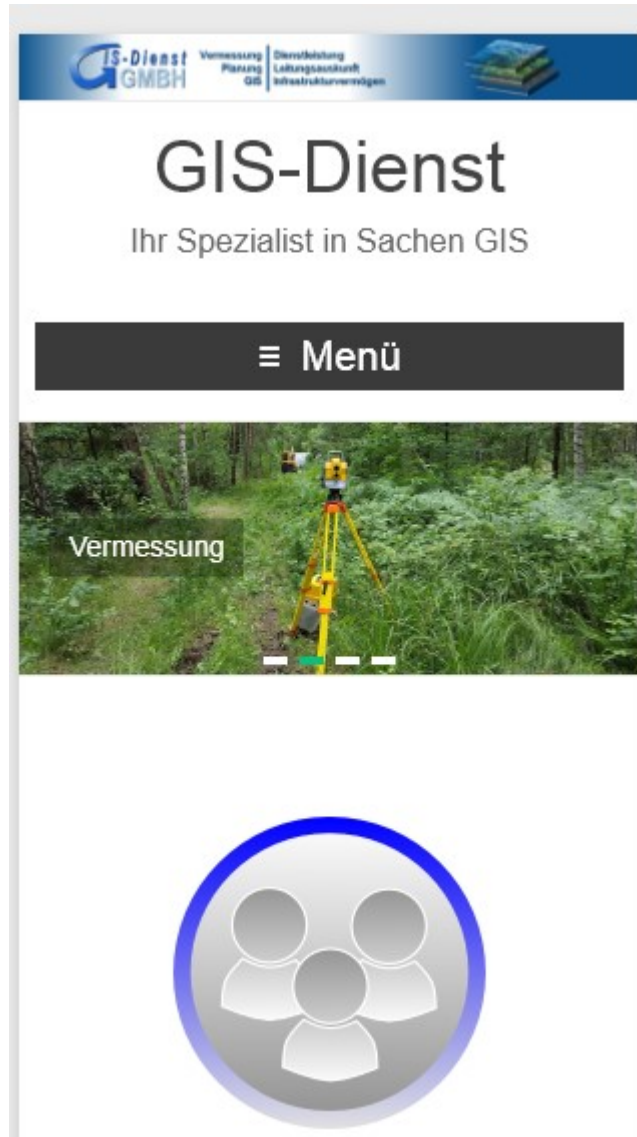 GIS-Dienst
GMBH
Vermessung
Planung
GIS
Dienstleistung
Leitungsauskunft
Infrastrukturvermögen
GIS-Dienst
Ihr Spezialist in Sachen GIS
≡ Menü
Vermessung